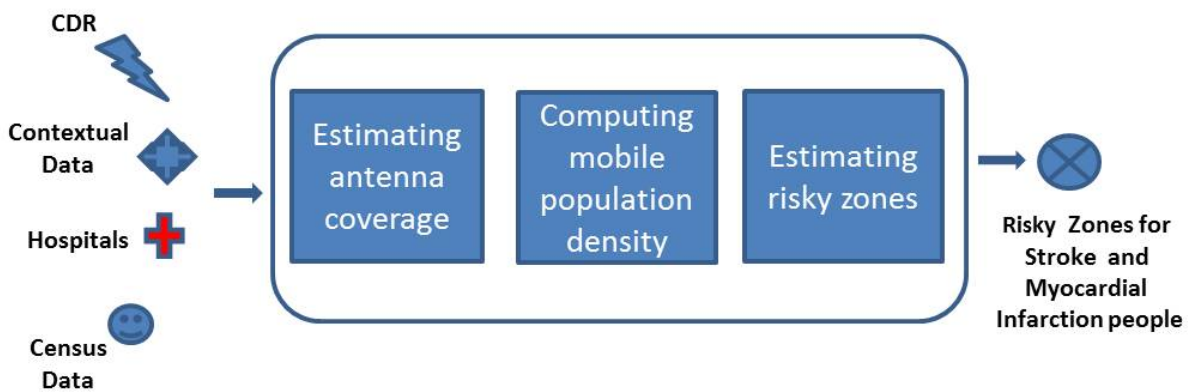 CDR
Contextual
Data
Hospitals
Census
Data
Estimating
antenna
coverage
Computing
mobile
population
density
Estimating
risky zones
Risky Zones for
Stroke and
Myocardial
Infarction people